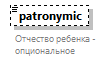 patronymic
Отчество ребенка -
опциональное